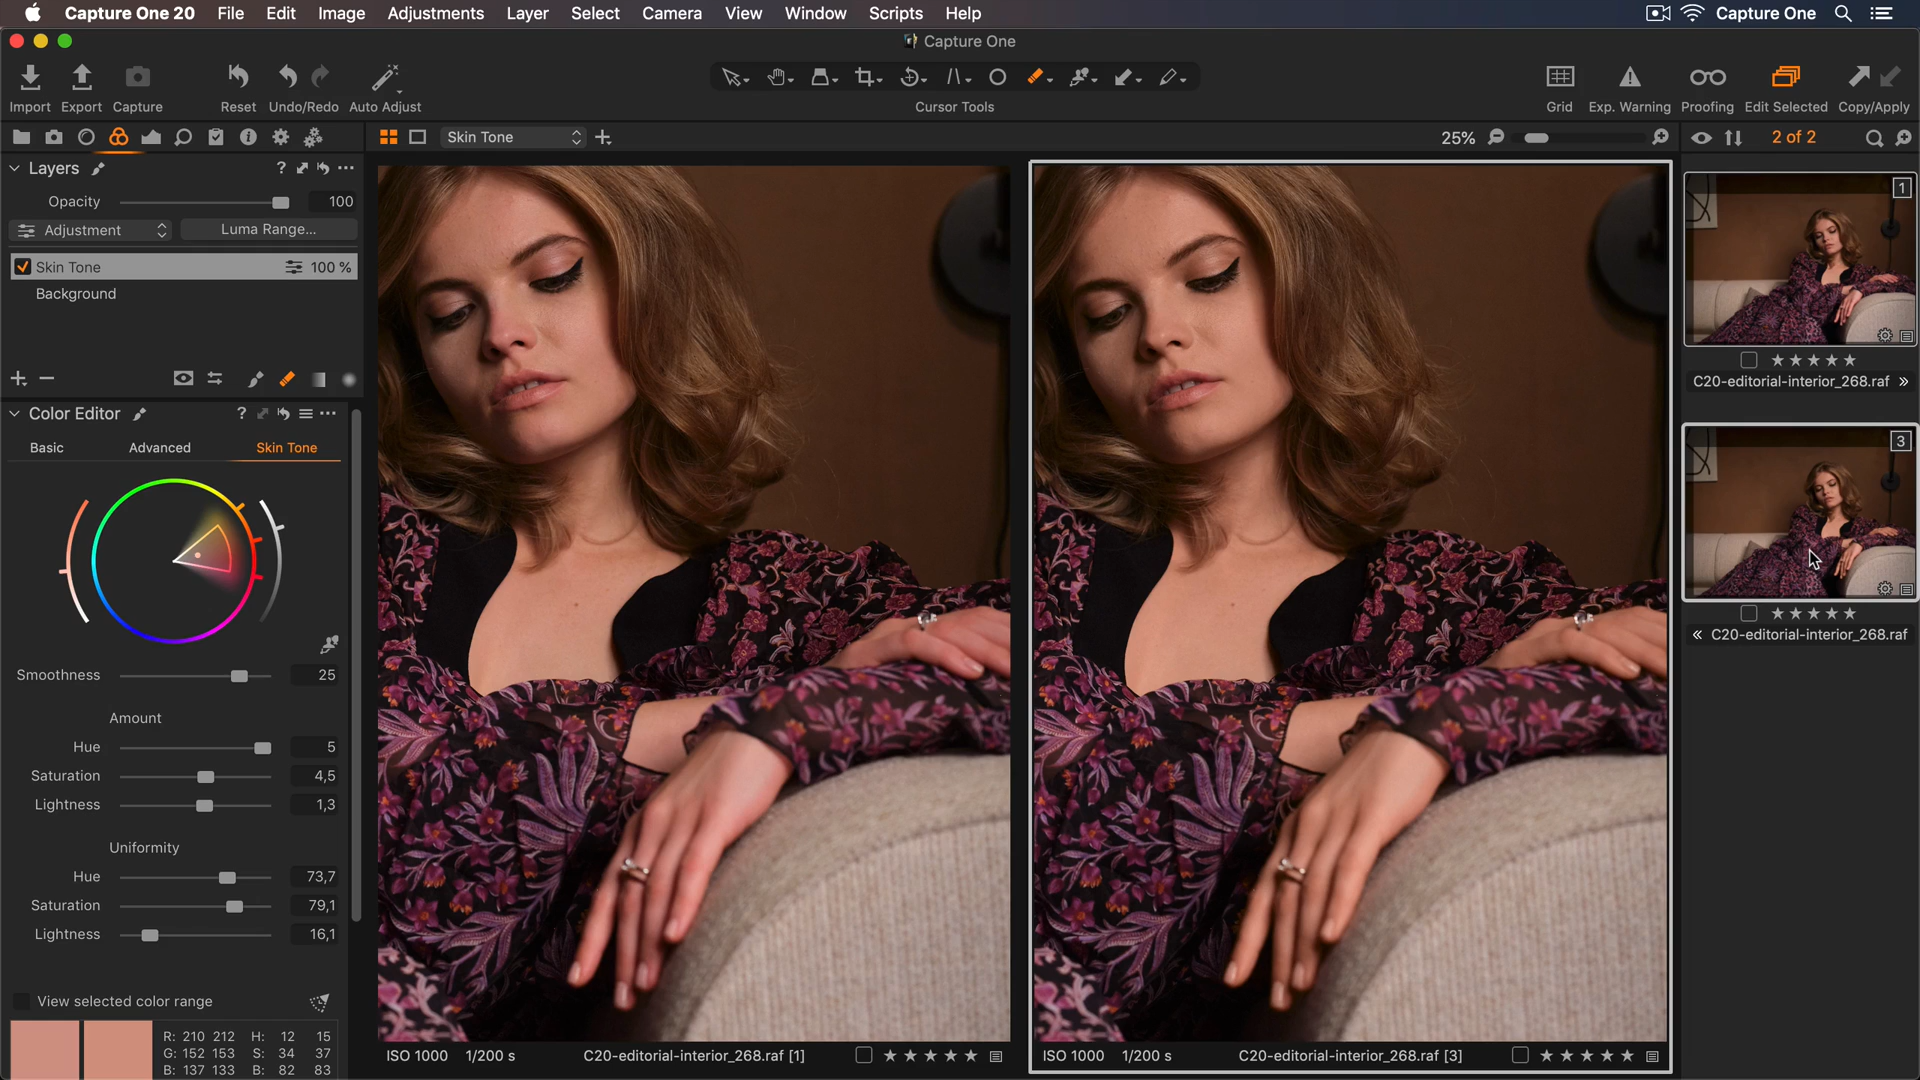 Capture One 20 File Edit Image Adjustments Layer Select Camera View Window Scripts Help Capture One
Capture One
Import Export Capture Reset Undo/Redo Auto Adjust Cursor Tools Grid Exp. Warning Proofing Edit Selected Copy/Apply
Skin Tone 25% 2 of 2
Layers
Opacity 100
Adjustment Luma Range...
Skin Tone 100 %
Background
Color Editor
Basic Advanced Skin Tone
Smoothness 25
Amount
Hue 5
Saturation 4,5
Lightness 1,3
Uniformity
Hue 73,7
Saturation 79,1
Lightness 16,1
View selected color range
R: 210 212 H: 12 15
G: 152 153 S: 34 37
B: 137 133 B: 82 83
ISO 1000 1/200 s C20-editorial-interior_268.raf [1]
ISO 1000 1/200 s C20-editorial-interior_268.raf [3]
1
C20-editorial-interior_268.raf »
3
« C20-editorial-interior_268.raf